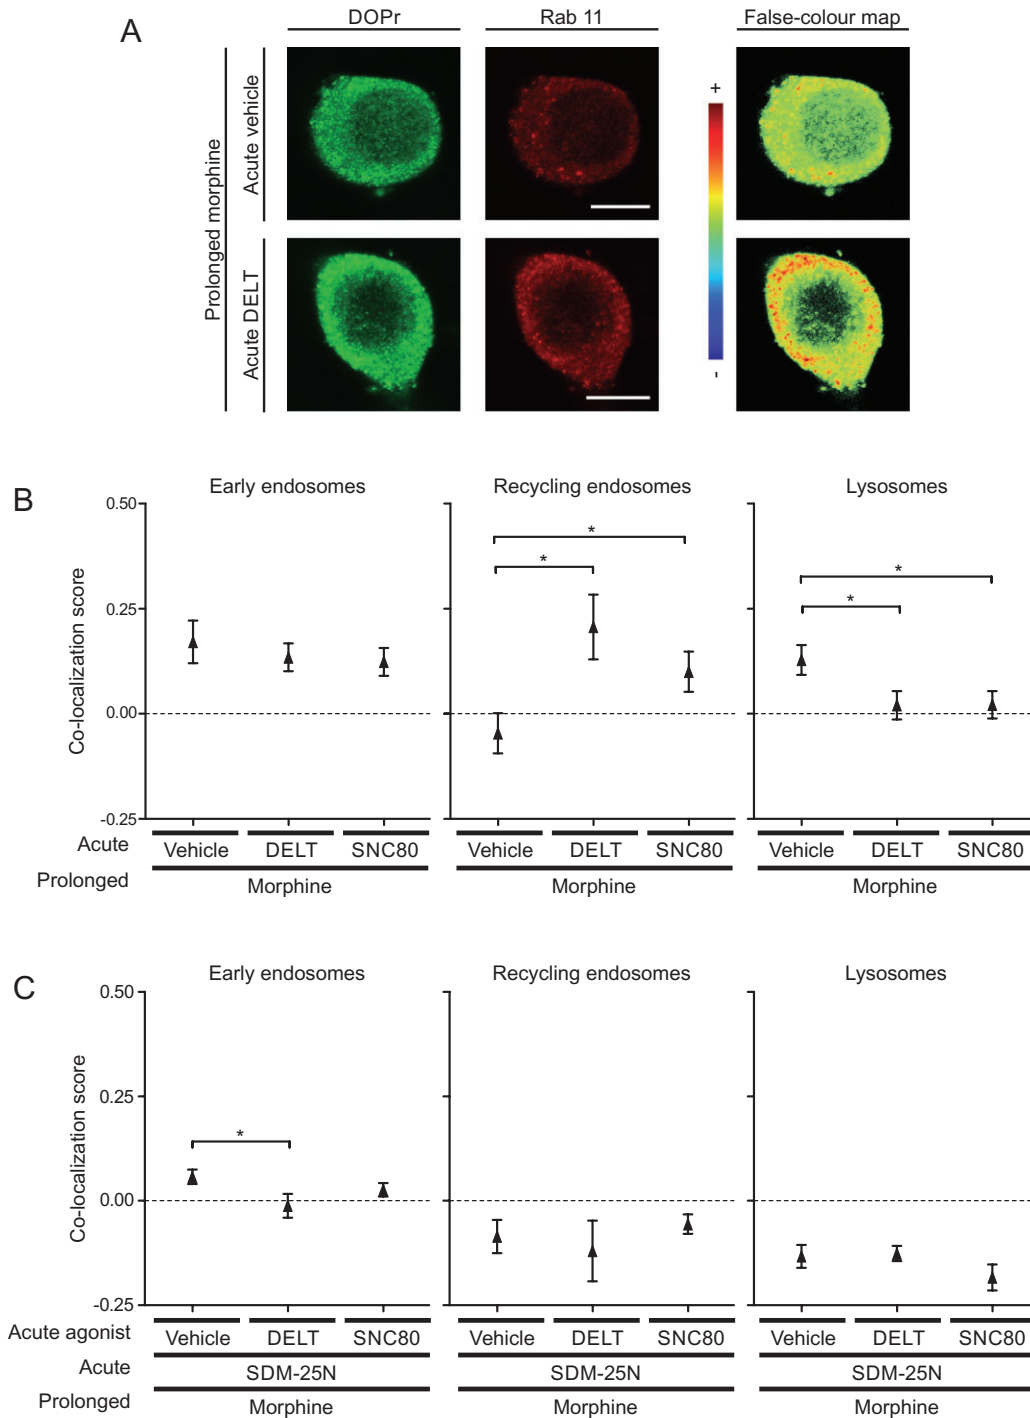 A
DOPr
Rab 11
False-colour map
Prolonged morphine
Acute vehicle
Acute DELT
+
-
B
Early endosomes
Recycling endosomes
Lysosomes
Co-localization score
0.50
0.25
0.00
-0.25
*
*
*
*
Acute
Vehicle DELT SNC80
Vehicle DELT SNC80
Vehicle DELT SNC80
Prolonged
Morphine
Morphine
Morphine
C
Early endosomes
Recycling endosomes
Lysosomes
Co-localization score
0.50
0.25
0.00
-0.25
*
Acute agonist
Vehicle DELT SNC80
Vehicle DELT SNC80
Vehicle DELT SNC80
Acute
SDM-25N
SDM-25N
SDM-25N
Prolonged
Morphine
Morphine
Morphine